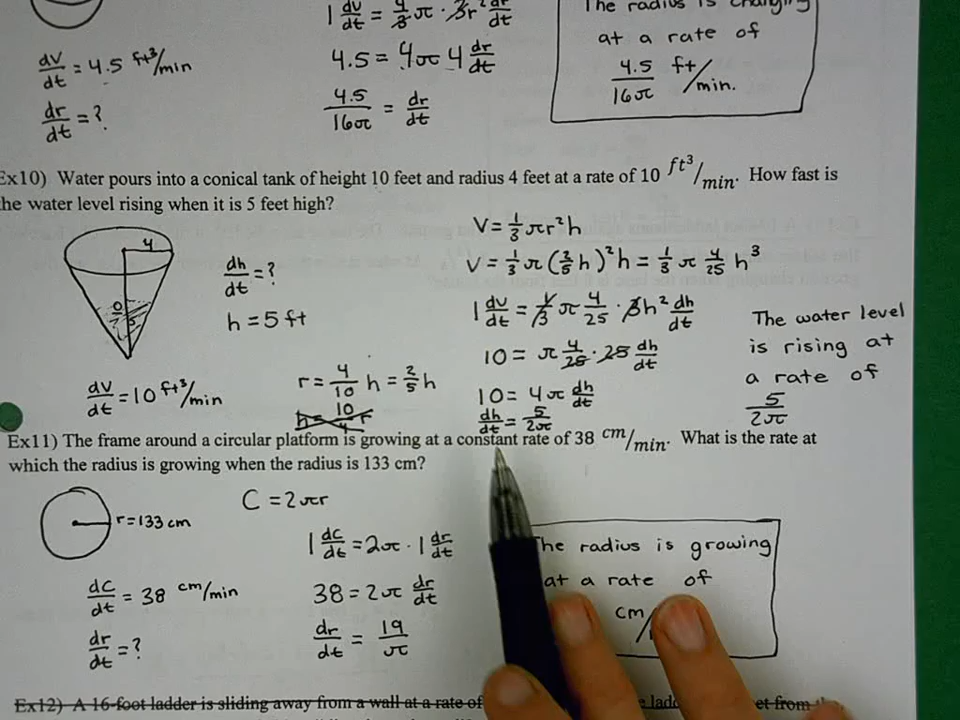 1 dv/dt = 4/3 π · 3r² dr/dt
The radius is changing
at a rate of
4.5/16π ft/min.
dv/dt = 4.5 ft³/min
4.5 = 4π 4 dr/dt
dr/dt = ?
4.5/16π = dr/dt
Ex10) Water pours into a conical tank of height 10 feet and radius 4 feet at a rate of 10 ft³/min. How fast is
the water level rising when it is 5 feet high?
4
dh/dt = ?
h = 5 ft
V = 1/3 πr²h
V = 1/3 π (2/5 h)² h = 1/3 π 4/25 h³
1 dv/dt = 1/3 π 4/25 · 3h² dh/dt
10 = π 4/25 · 25 dh/dt
10 = 4π dh/dt
dh/dt = 5/2π
The water level
is rising at
a rate of
5/2π
dv/dt = 10 ft³/min
r = 4/10 h = 2/5 h
h = 10/4 r
Ex11) The frame around a circular platform is growing at a constant rate of 38 cm/min. What is the rate at
which the radius is growing when the radius is 133 cm?
r = 133 cm
C = 2πr
1 dc/dt = 2π · 1 dr/dt
dc/dt = 38 cm/min
38 = 2π dr/dt
dr/dt = ?
dr/dt = 19/π
The radius is growing
at a rate of
cm/
Ex12) A 16-foot ladder is sliding away from a wall at a rate of